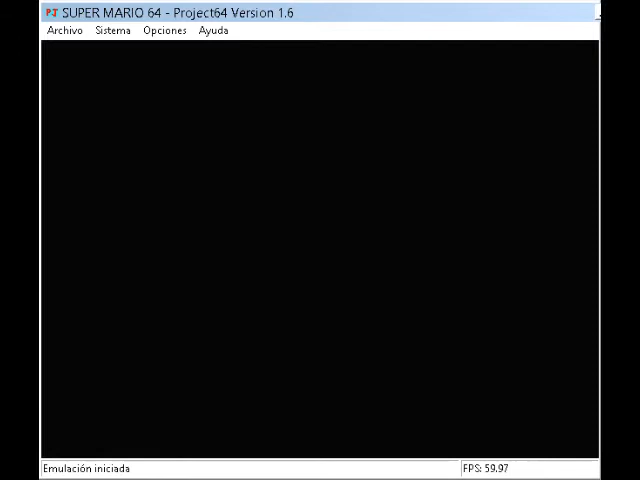 SUPER MARIO 64 - Project64 Version 1.6
Archivo Sistema Opciones Ayuda
Emulación iniciada FPS: 59.97